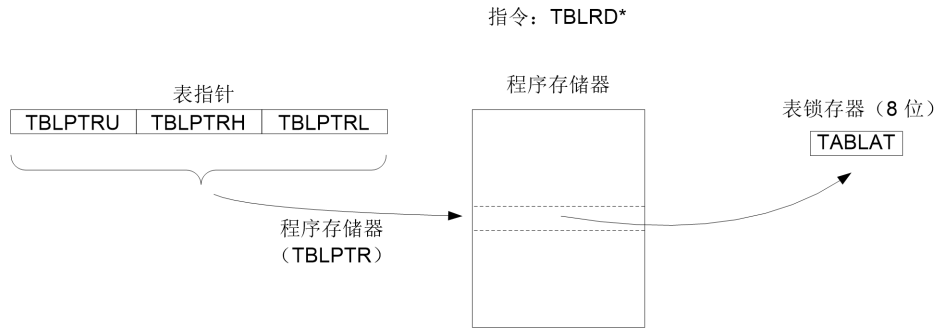 指令：TBLRD*
程序存储器
表指针
表锁存器（8 位）
TBLPTRU TBLPTRH TBLPTRL
TABLAT
程序存储器
（TBLPTR）